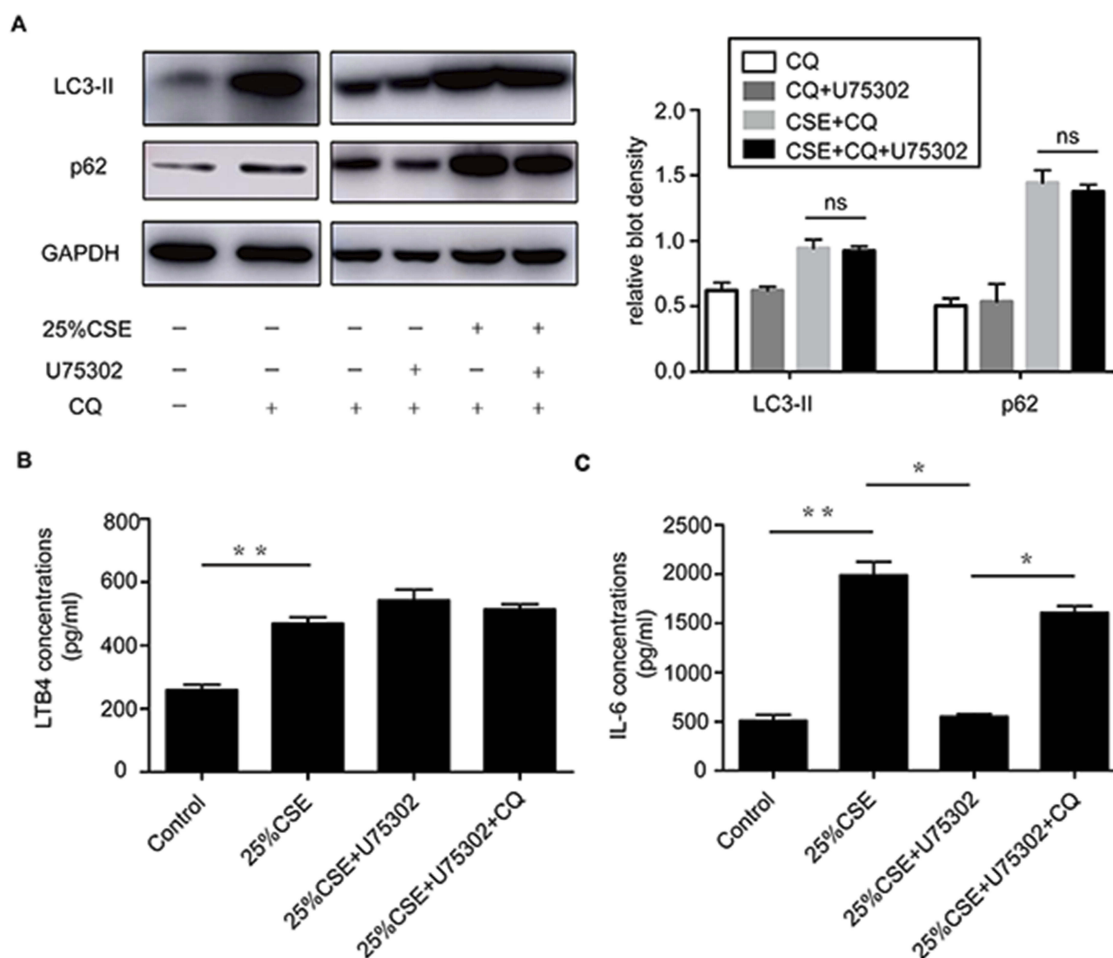 A
LC3-II
p62
GAPDH
25%CSE − − − − + +
U75302 − − − + − +
CQ − + + + + +
CQ
CQ+U75302
CSE+CQ
CSE+CQ+U75302
relative blot density
2.0
1.5
1.0
0.5
0.0
ns
ns
LC3-II p62
B
LTB4 concentrations
(pg/ml)
800
600
400
200
0
* *
Control
25%CSE
25%CSE+U75302
25%CSE+U75302+CQ
C
IL-6 concentrations
(pg/ml)
2500
2000
1500
1000
500
0
* *
*
*
Control
25%CSE
25%CSE+U75302
25%CSE+U75302+CQ